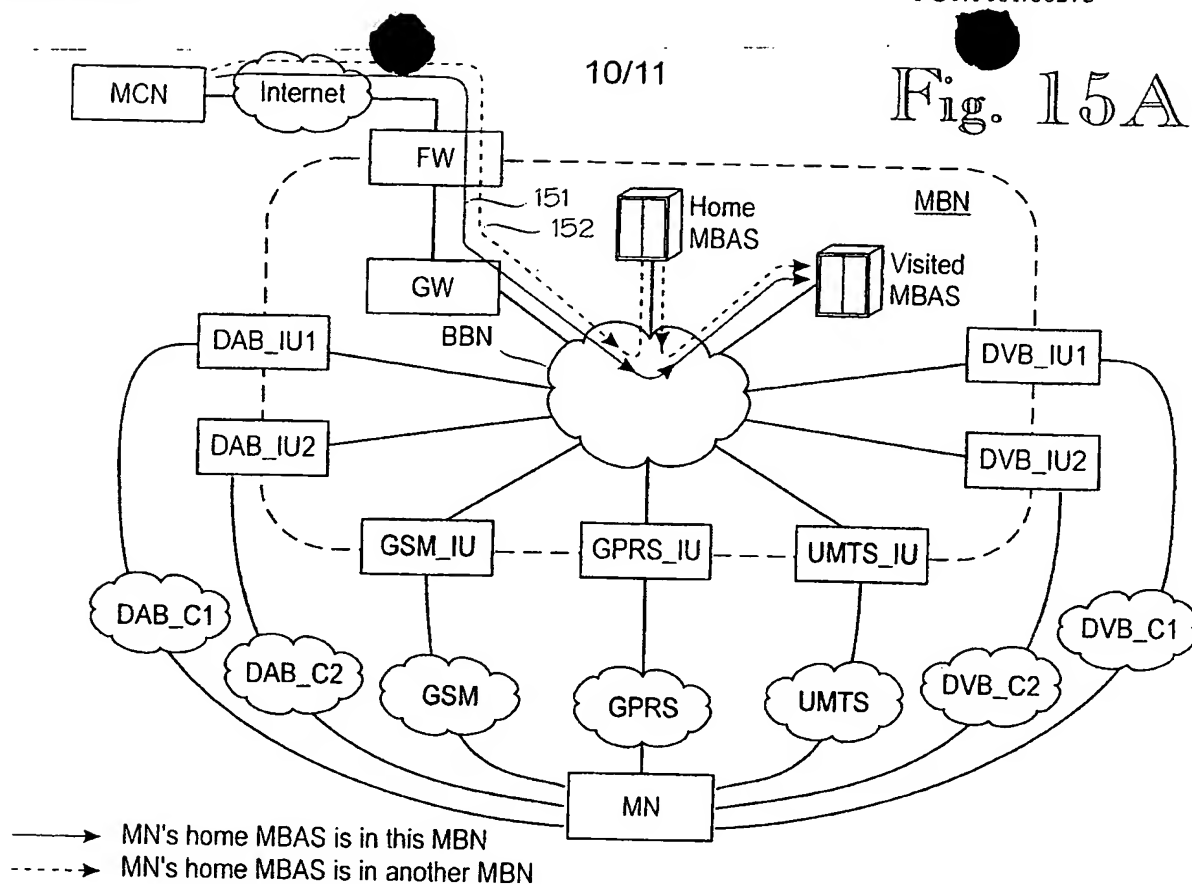 10/11
Fig. 15A
MCN
Internet
FW
151
152
Home
MBAS
MBN
GW
Visited
MBAS
BBN
DAB_IU1
DVB_IU1
DAB_IU2
DVB_IU2
GSM_IU
GPRS_IU
UMTS_IU
DAB_C1
DVB_C1
DAB_C2
GSM
GPRS
UMTS
DVB_C2
MN
MN's home MBAS is in this MBN
MN's home MBAS is in another MBN